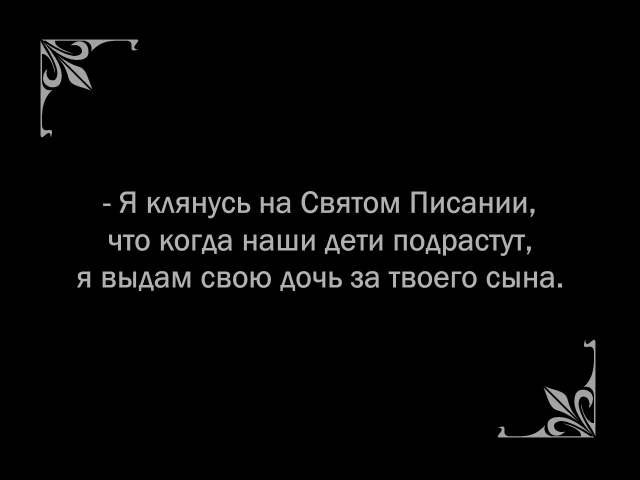 - Я клянусь на Святом Писании,
что когда наши дети подрастут,
я выдам свою дочь за твоего сына.